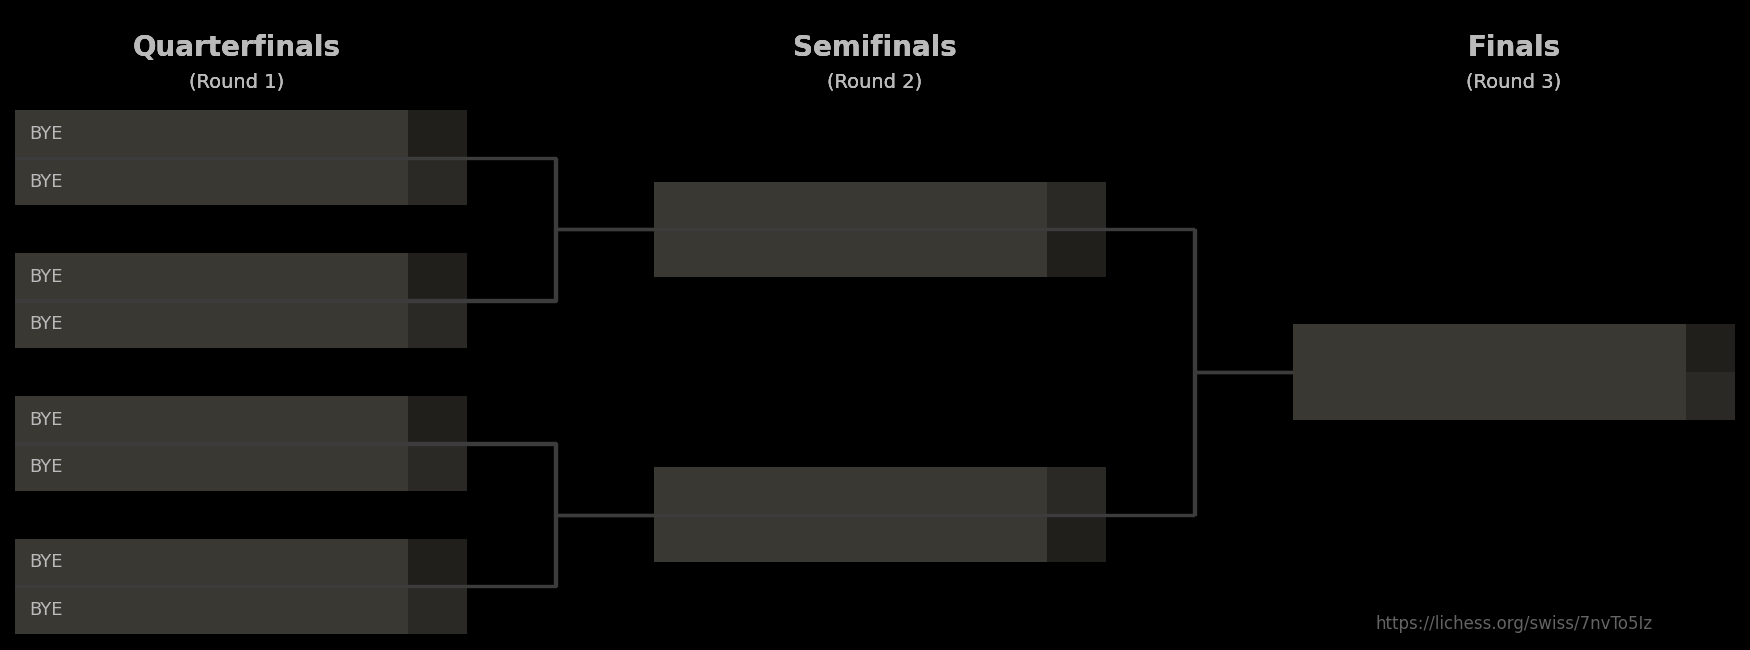 Quarterfinals
(Round 1)
Semifinals
(Round 2)
Finals
(Round 3)
BYE
BYE
BYE
BYE
BYE
BYE
BYE
BYE
https://lichess.org/swiss/7nvTo5Iz